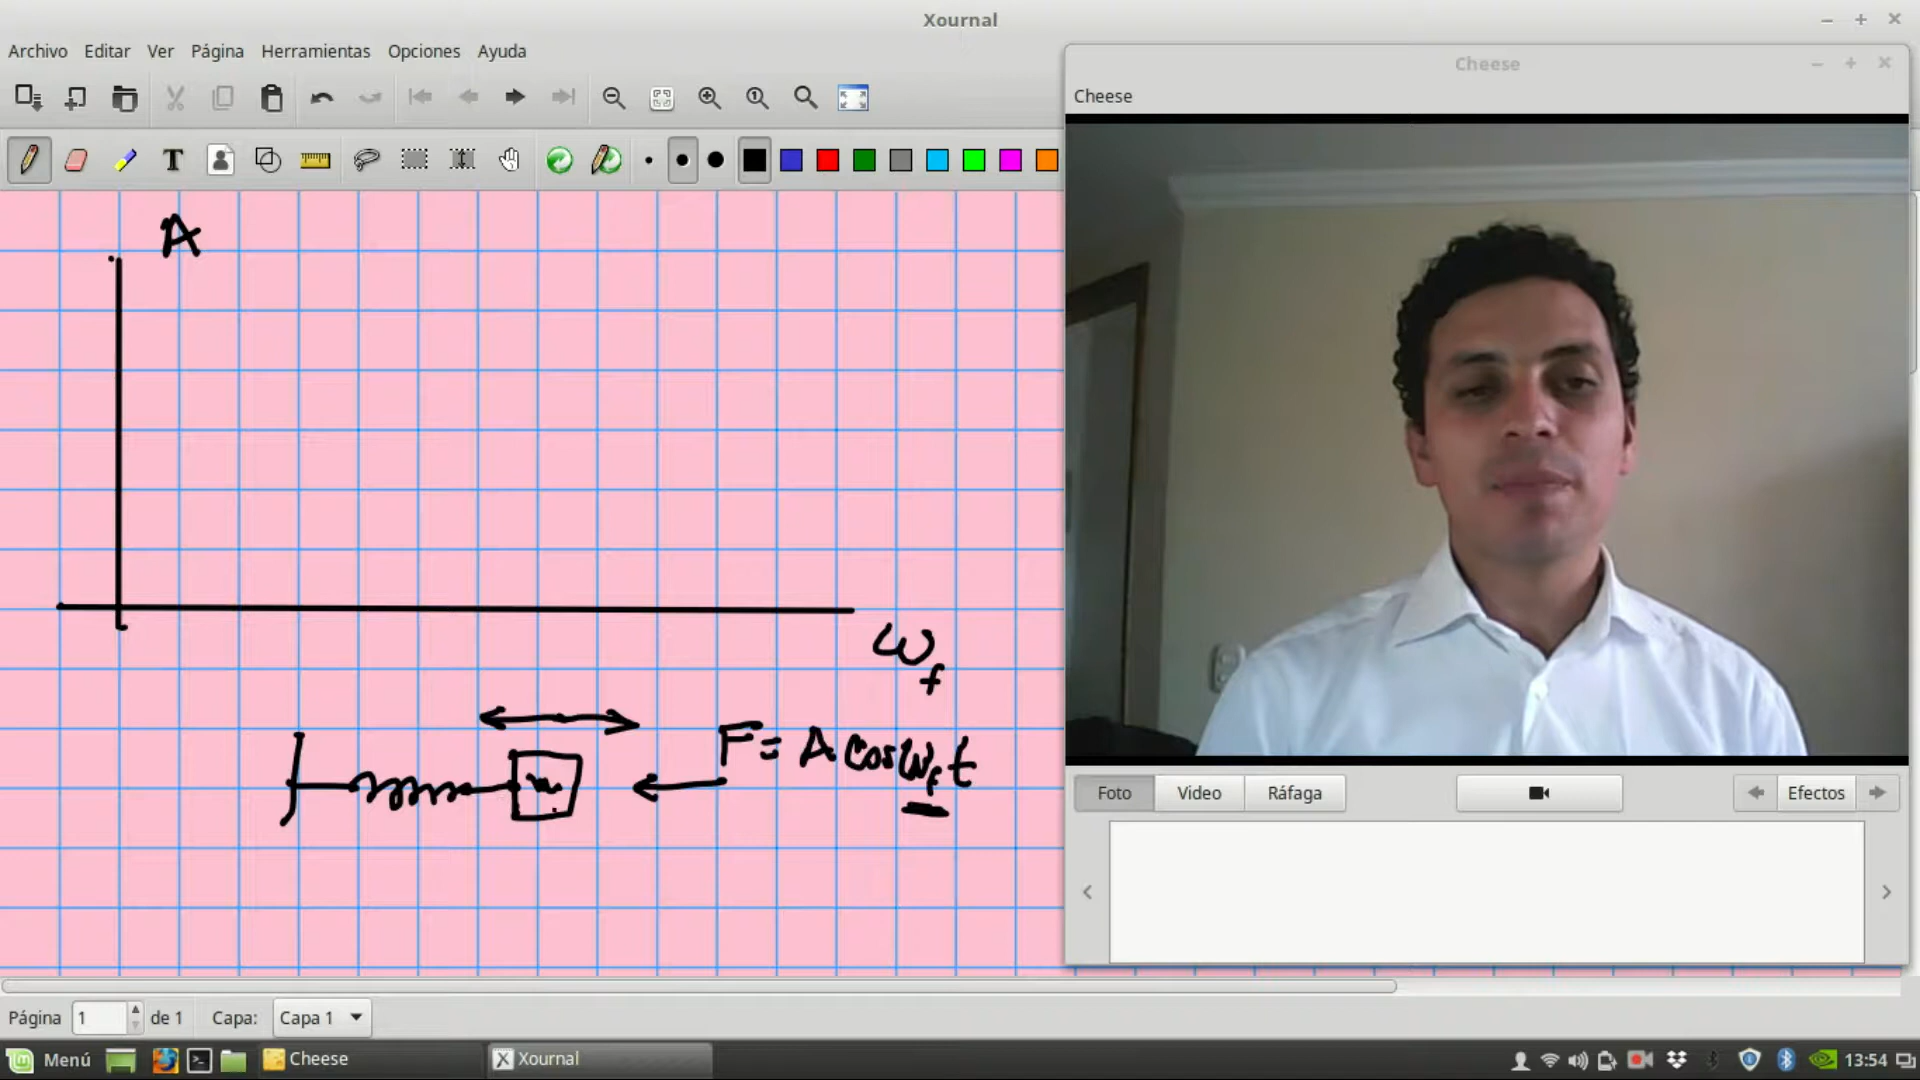 Xournal
Archivo Editar Ver Página Herramientas Opciones Ayuda
Cheese
Cheese
T
A
ω_f
F = A cos ω_f t
m
Foto Video Ráfaga Efectos
Página 1 de 1 Capa: Capa 1
Menú Cheese Xournal 13:54